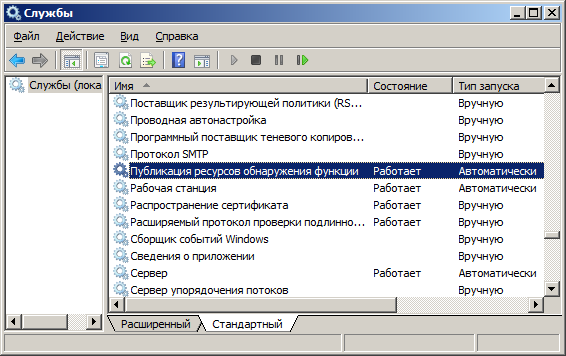 Службы
Файл Действие Вид Справка
Службы (лока
Имя Состояние Тип запуска
Поставщик результирующей политики (RS... Вручную
Проводная автонастройка Вручную
Программный поставщик теневого копиров... Вручную
Протокол SMTP Вручную
Публикация ресурсов обнаружения функции Работает Автоматически
Рабочая станция Работает Автоматически
Распространение сертификата Работает Вручную
Расширяемый протокол проверки подлинно... Работает Вручную
Сборщик событий Windows Вручную
Сведения о приложении Вручную
Сервер Работает Автоматически
Сервер упорядочения потоков Вручную
Расширенный Стандартный